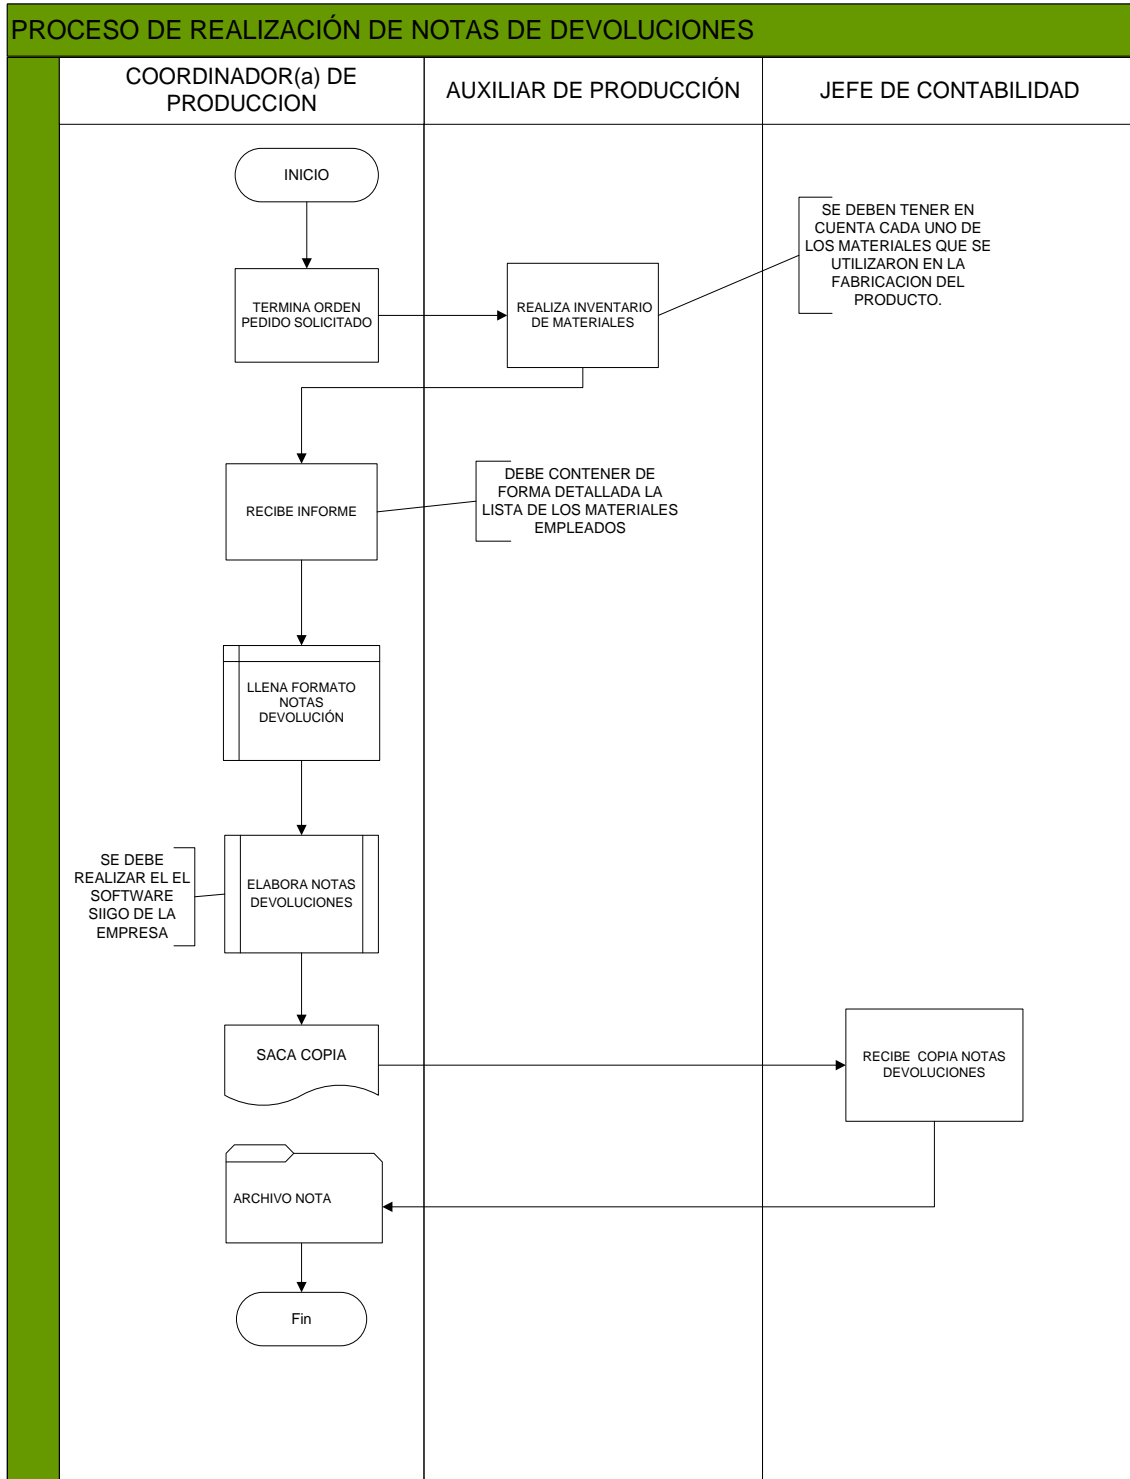 PROCESO DE REALIZACIÓN DE NOTAS DE DEVOLUCIONES
COORDINADOR(a) DE
PRODUCCION
AUXILIAR DE PRODUCCIÓN
JEFE DE CONTABILIDAD
INICIO
SE DEBEN TENER EN
CUENTA CADA UNO DE
LOS MATERIALES QUE SE
UTILIZARON EN LA
FABRICACION DEL
PRODUCTO.
TERMINA ORDEN
PEDIDO SOLICITADO
REALIZA INVENTARIO
DE MATERIALES
RECIBE INFORME
DEBE CONTENER DE
FORMA DETALLADA LA
LISTA DE LOS MATERIALES
EMPLEADOS
LLENA FORMATO
NOTAS
DEVOLUCIÓN
SE DEBE
REALIZAR EL EL
SOFTWARE
SIIGO DE LA
EMPRESA
ELABORA NOTAS
DEVOLUCIONES
SACA COPIA
RECIBE COPIA NOTAS
DEVOLUCIONES
ARCHIVO NOTA
Fin